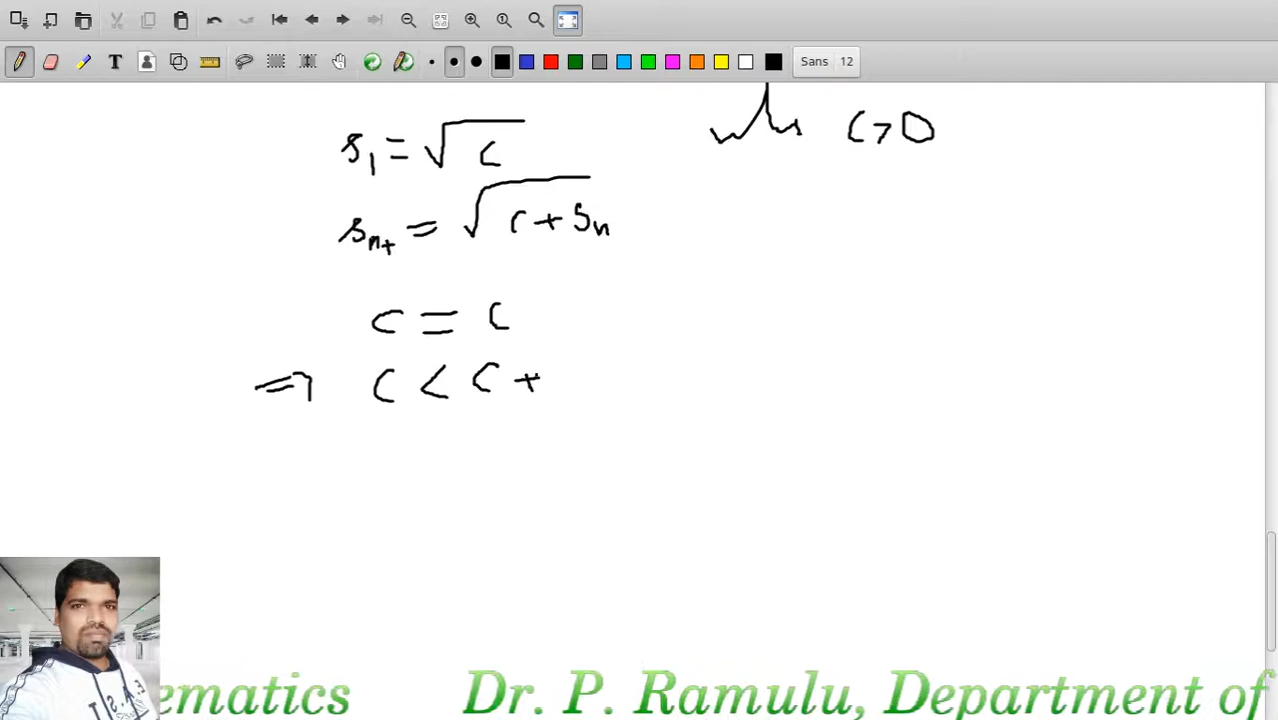 Sans 12
s₁ = √c
c > 0
sₙ₊ = √(c + sₙ)
c = c
⇒ c < c +
ematics Dr. P. Ramulu, Department of